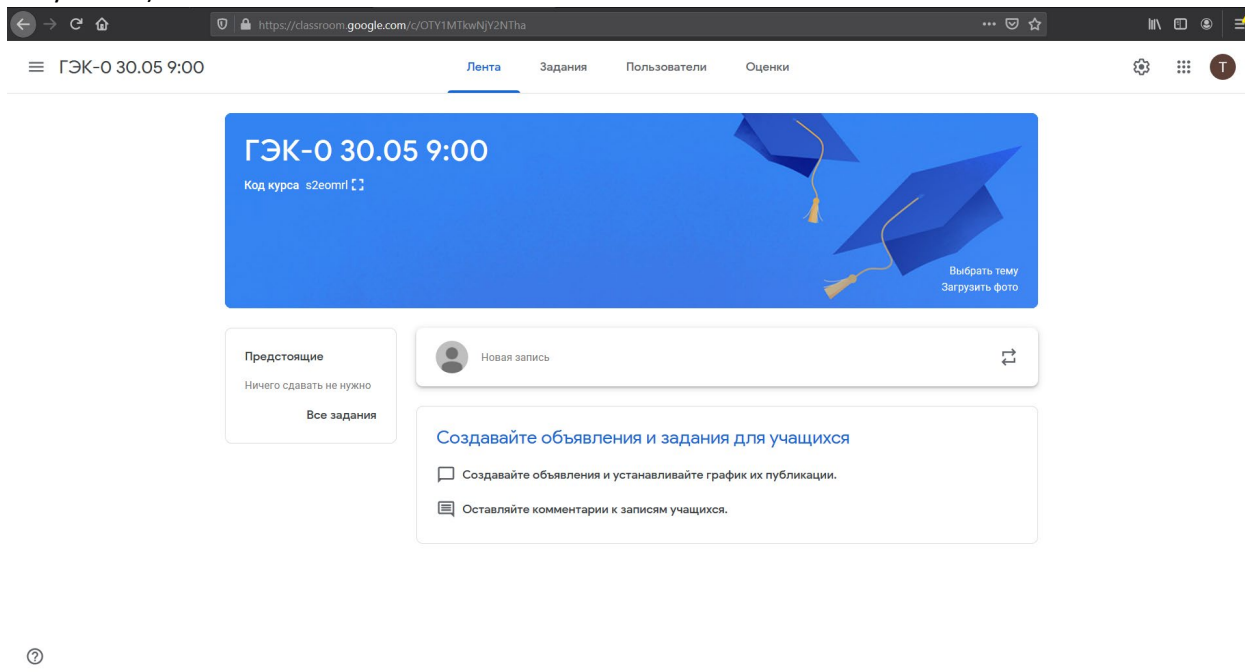 https://classroom.google.com/c/OTY1MTkwNjY2NTha
ГЭК-0 30.05 9:00
Лента Задания Пользователи Оценки
T
ГЭК-0 30.05 9:00
Код курса s2eomrl
Выбрать тему
Загрузить фото
Предстоящие
Ничего сдавать не нужно
Все задания
Новая запись
Создавайте объявления и задания для учащихся
Создавайте объявления и устанавливайте график их публикации.
Оставляйте комментарии к записям учащихся.